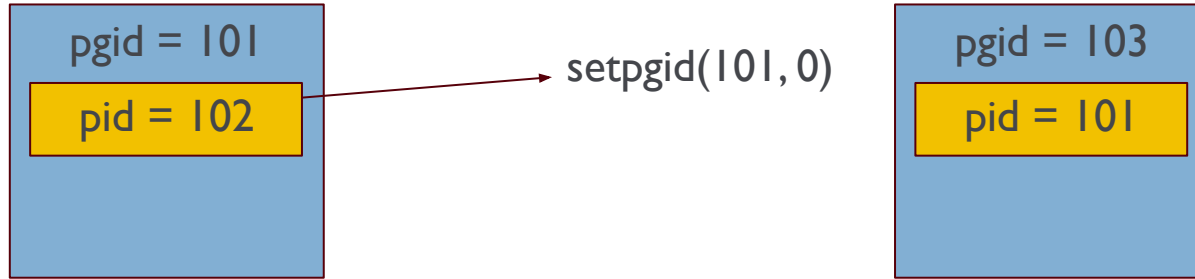 pgid = 101
pid = 102
setpgid(101, 0)
pgid = 103
pid = 101